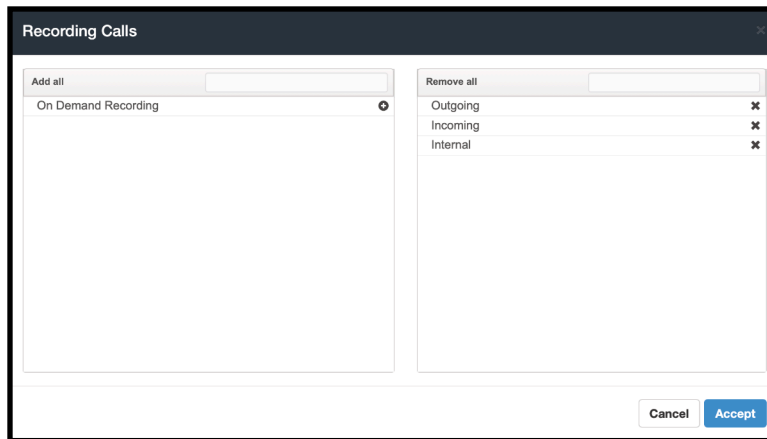 Recording Calls
Add all
On Demand Recording
Remove all
Outgoing
Incoming
Internal
Cancel Accept